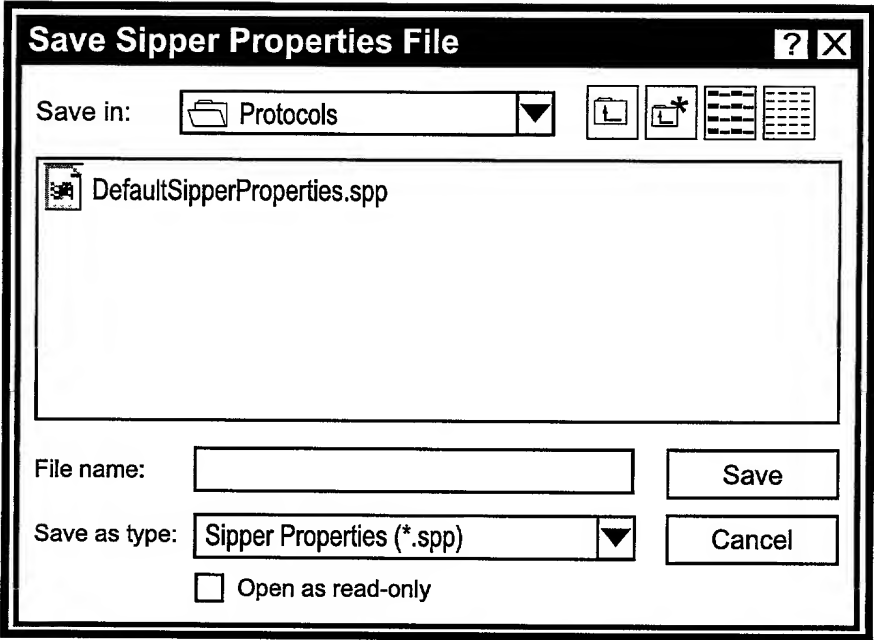 Save Sipper Properties File
? X
Save in: Protocols
DefaultSipperProperties.spp
File name:
Save
Save as type: Sipper Properties (*.spp)
Cancel
Open as read-only